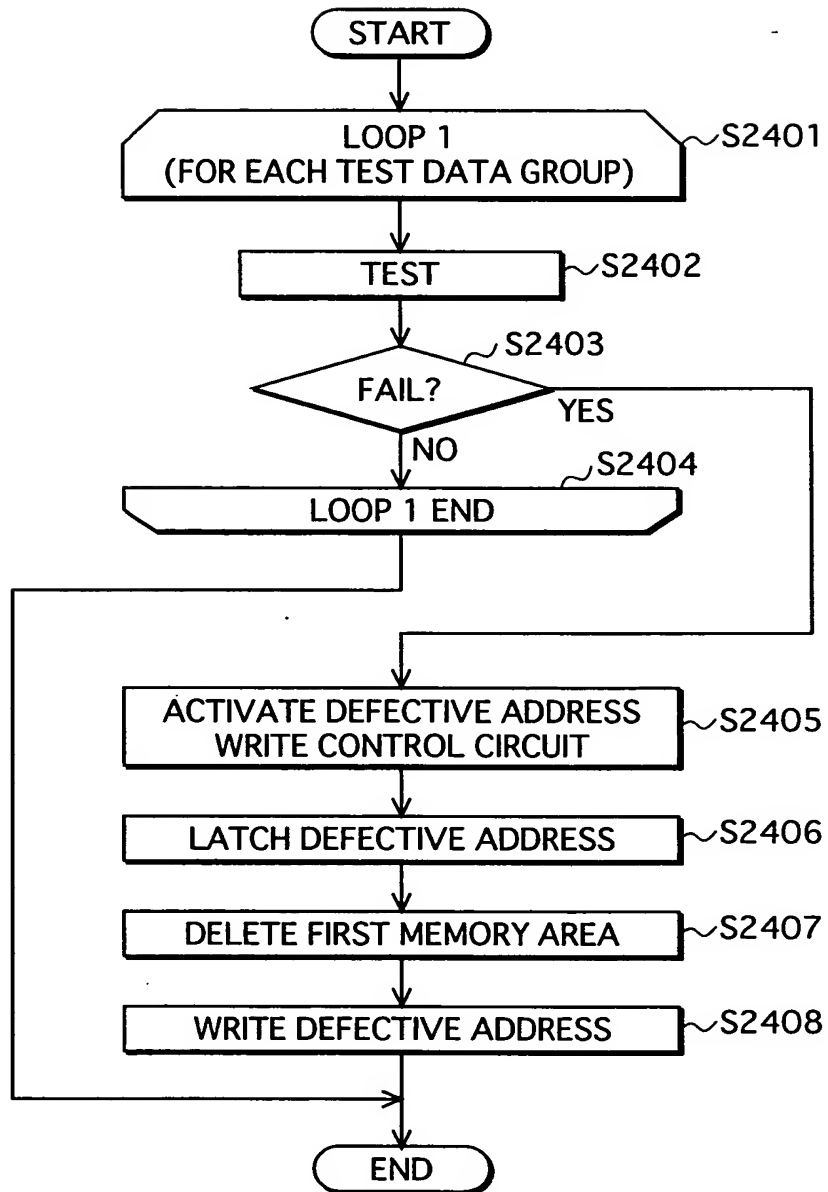 START
LOOP 1
(FOR EACH TEST DATA GROUP)
S2401
TEST
S2402
FAIL?
S2403
YES
NO
LOOP 1 END
S2404
ACTIVATE DEFECTIVE ADDRESS
WRITE CONTROL CIRCUIT
S2405
LATCH DEFECTIVE ADDRESS
S2406
DELETE FIRST MEMORY AREA
S2407
WRITE DEFECTIVE ADDRESS
S2408
END